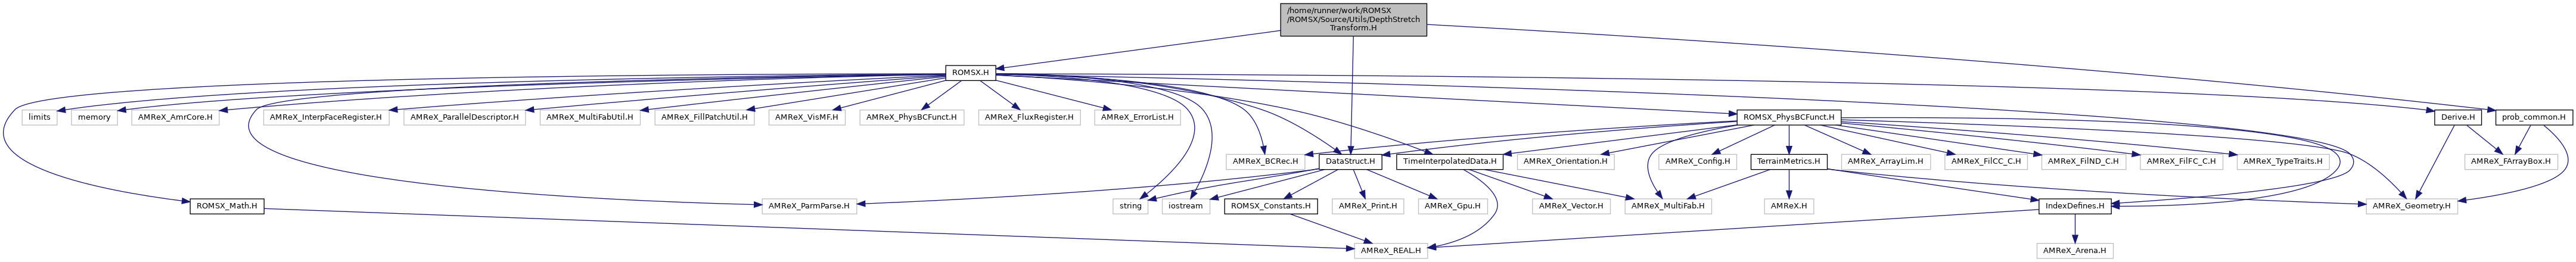 /home/runner/work/ROMSX
/ROMSX/Source/Utils/DepthStretch
Transform.H
ROMSX.H
limits
memory
AMReX_AmrCore.H
AMReX_InterpFaceRegister.H
AMReX_ParallelDescriptor.H
AMReX_MultiFabUtil.H
AMReX_FillPatchUtil.H
AMReX_VisMF.H
AMReX_PhysBCFunct.H
AMReX_FluxRegister.H
AMReX_ErrorList.H
ROMSX_PhysBCFunct.H
Derive.H
prob_common.H
AMReX_BCRec.H
DataStruct.H
TimeInterpolatedData.H
AMReX_Orientation.H
AMReX_Config.H
TerrainMetrics.H
AMReX_ArrayLim.H
AMReX_FilCC_C.H
AMReX_FilND_C.H
AMReX_FilFC_C.H
AMReX_TypeTraits.H
AMReX_FArrayBox.H
ROMSX_Math.H
AMReX_ParmParse.H
string
iostream
ROMSX_Constants.H
AMReX_Print.H
AMReX_Gpu.H
AMReX_Vector.H
AMReX_MultiFab.H
AMReX.H
IndexDefines.H
AMReX_Geometry.H
AMReX_REAL.H
AMReX_Arena.H